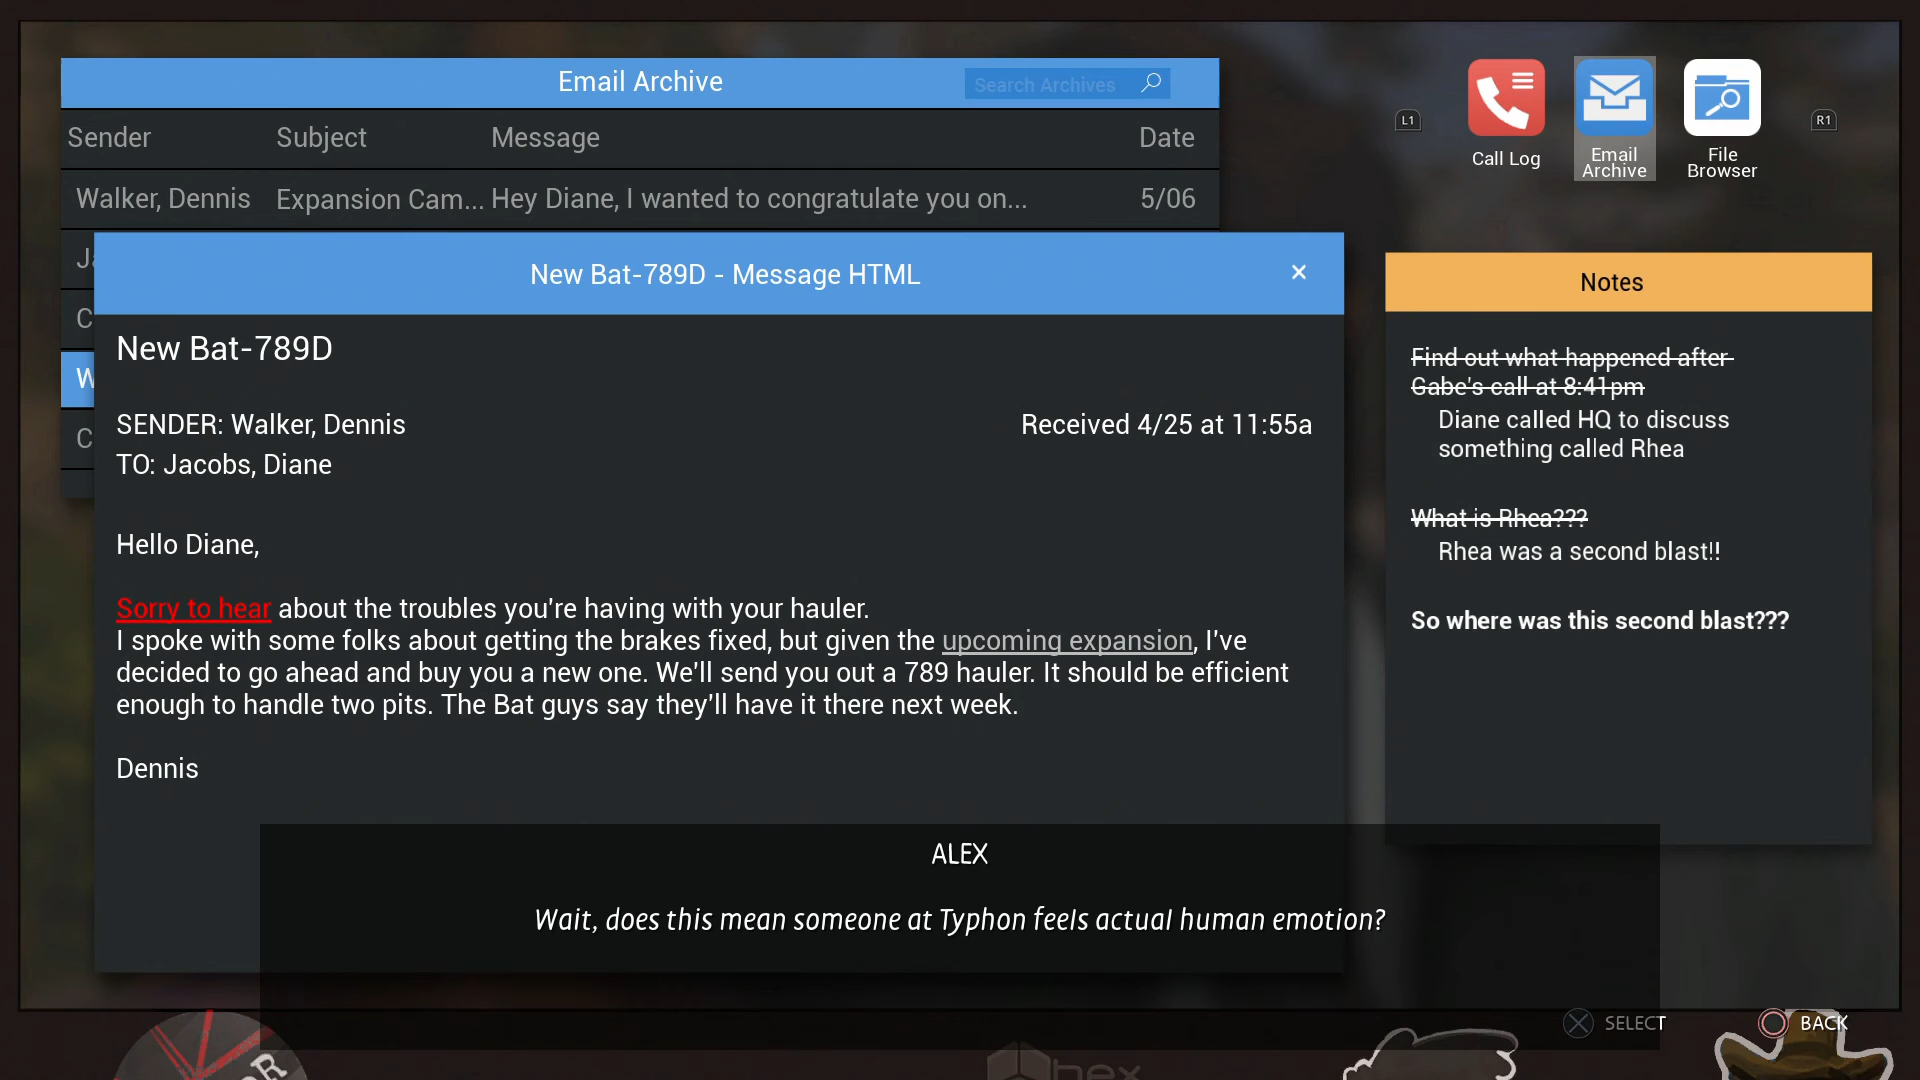 Email Archive
Search Archives
Sender Subject Message Date
Walker, Dennis Expansion Cam... Hey Diane, I wanted to congratulate you on... 5/06
J
C
W
C
New Bat-789D - Message HTML
New Bat-789D
SENDER: Walker, Dennis
Received 4/25 at 11:55a
TO: Jacobs, Diane
Hello Diane,
Sorry to hear about the troubles you're having with your hauler.
I spoke with some folks about getting the brakes fixed, but given the upcoming expansion, I've
decided to go ahead and buy you a new one. We'll send you out a 789 hauler. It should be efficient
enough to handle two pits. The Bat guys say they'll have it there next week.
Dennis
L1
Call Log
Email
Archive
File
Browser
R1
Notes
Find out what happened after
Gabe's call at 8:41pm
Diane called HQ to discuss
something called Rhea
What is Rhea???
Rhea was a second blast!!
So where was this second blast???
ALEX
Wait, does this mean someone at Typhon feels actual human emotion?
SELECT
BACK
OR
hex